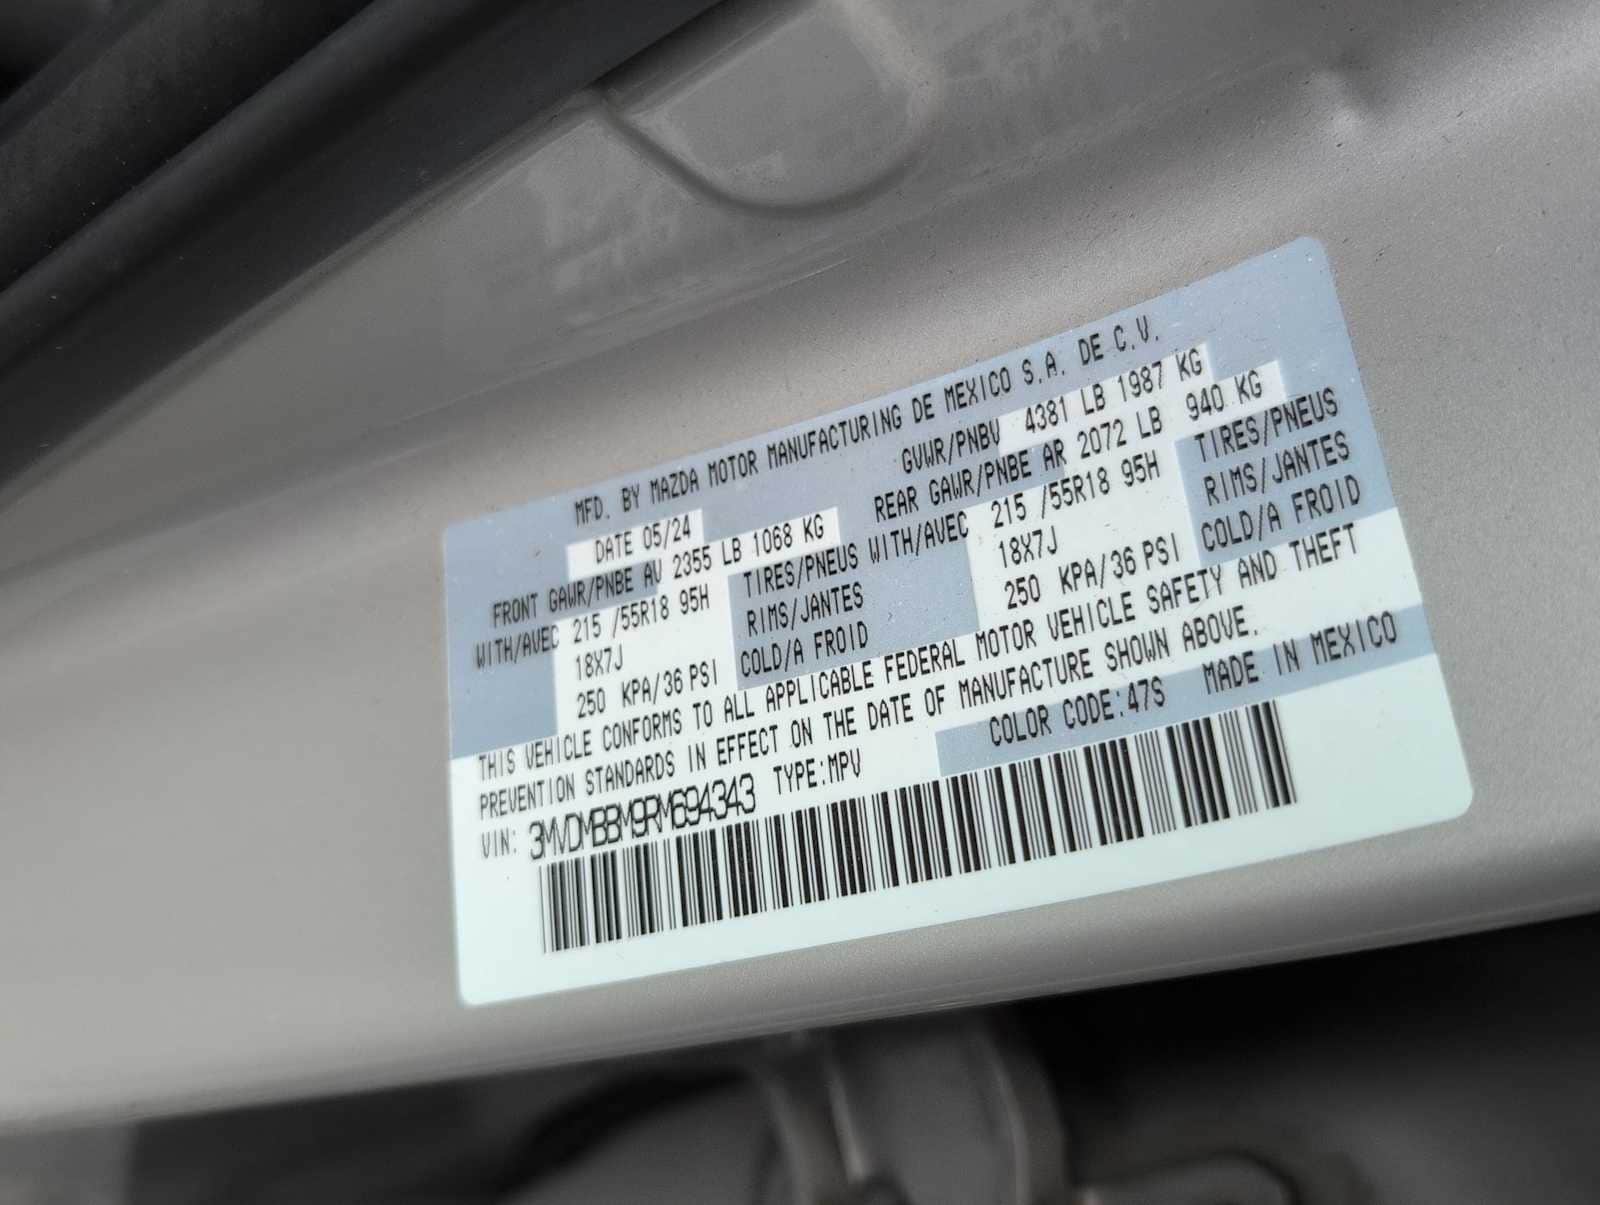 MFD. BY MAZDA MOTOR MANUFACTURING DE MEXICO S.A. DE C.V.
DATE 05/24 GVWR/PNBV 4381 LB 1987 KG
FRONT GAWR/PNBE AV 2355 LB 1068 KG REAR GAWR/PNBE AR 2072 LB 940 KG
WITH/AVEC 215 /55R18 95H TIRES/PNEUS WITH/AVEC 215 /55R18 95H TIRES/PNEUS
18X7J RIMS/JANTES 18X7J RIMS/JANTES
250 KPA/36 PSI COLD/A FROID 250 KPA/36 PSI COLD/A FROID
THIS VEHICLE CONFORMS TO ALL APPLICABLE FEDERAL MOTOR VEHICLE SAFETY AND THEFT
PREVENTION STANDARDS IN EFFECT ON THE DATE OF MANUFACTURE SHOWN ABOVE.
VIN: 3MVDMBBM9RM694343 TYPE:MPV COLOR CODE:47S MADE IN MEXICO